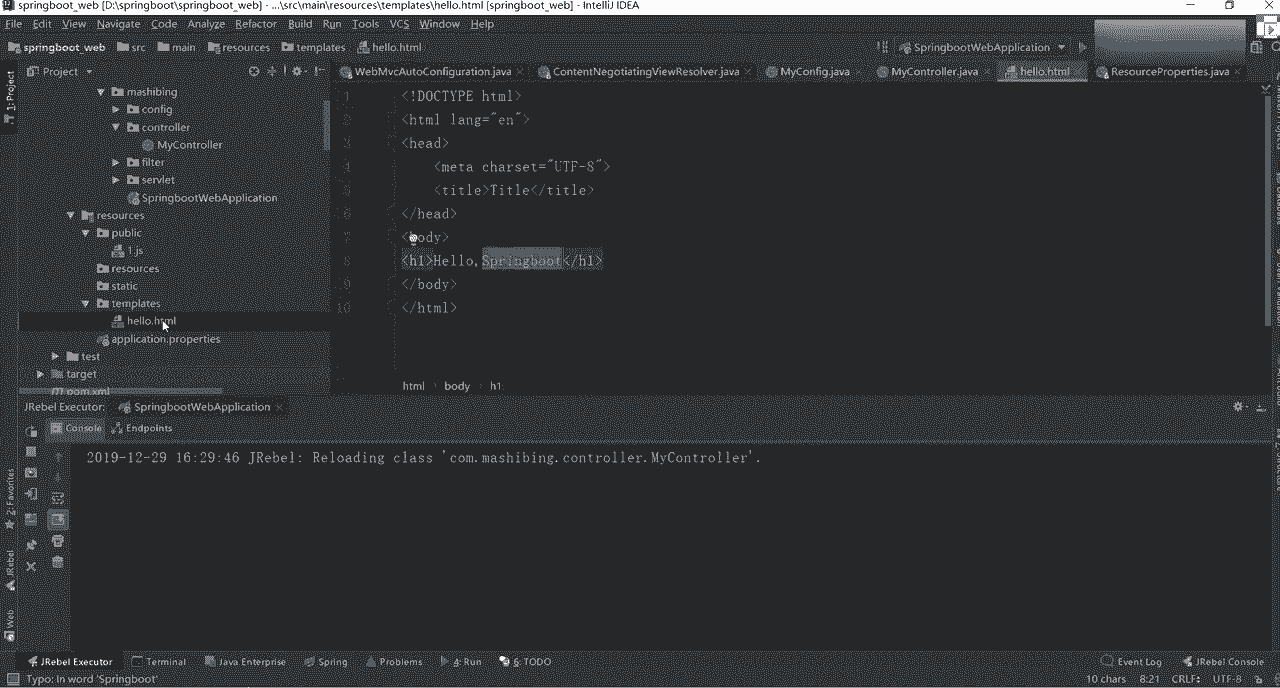 springboot_web [D:\springboot\springboot_web] - ...\src\main\resources\templates\hello.html [springboot_web] - IntelliJ IDEA
File Edit View Navigate Code Analyze Refactor Build Run Tools VCS Window Help
springboot_web src main resources templates hello.html SpringbootWebApplication
1: Project
Project
WebMvcAutoConfiguration.java ContentNegotiatingViewResolver.java MyConfig.java MyController.java hello.html ResourceProperties.java
mashibing
config
controller
MyController
filter
servlet
SpringbootWebApplication
resources
public
1.js
resources
static
templates
hello.html
application.properties
test
target
pom.xml
1 <!DOCTYPE html>
2 <html lang="en">
3 <head>
4 <meta charset="UTF-8">
5 <title>Title</title>
6 </head>
7 <body>
8 <h1>Hello,Springboot</h1>
9 </body>
10 </html>
html body h1
JRebel Executor: SpringbootWebApplication
Console Endpoints
2019-12-29 16:29:46 JRebel: Reloading class 'com.mashibing.controller.MyController'.
2: Favorites
JRebel
Web
JRebel Executor Terminal Java Enterprise Spring Problems 4: Run 6: TODO Event Log JRebel Console
Typo: In word 'Springboot' 10 chars 8:21 CRLF UTF-8